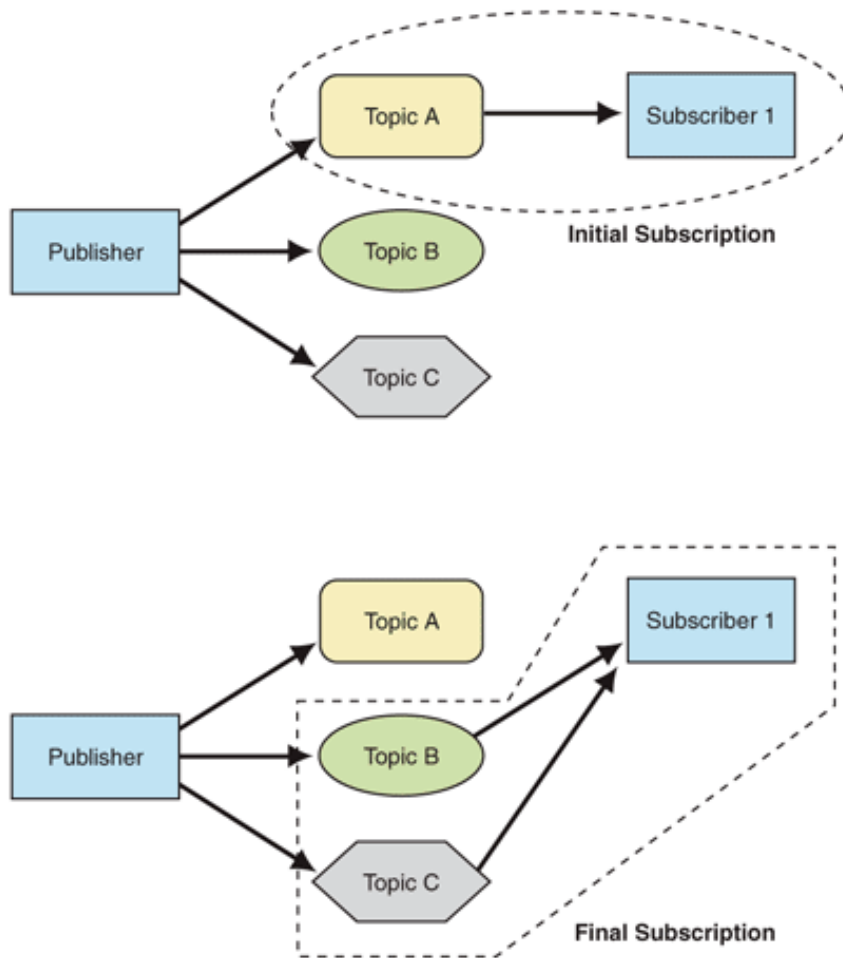 Topic A
Subscriber 1
Initial Subscription
Publisher
Topic B
Topic C
Topic A
Subscriber 1
Publisher
Topic B
Topic C
Final Subscription